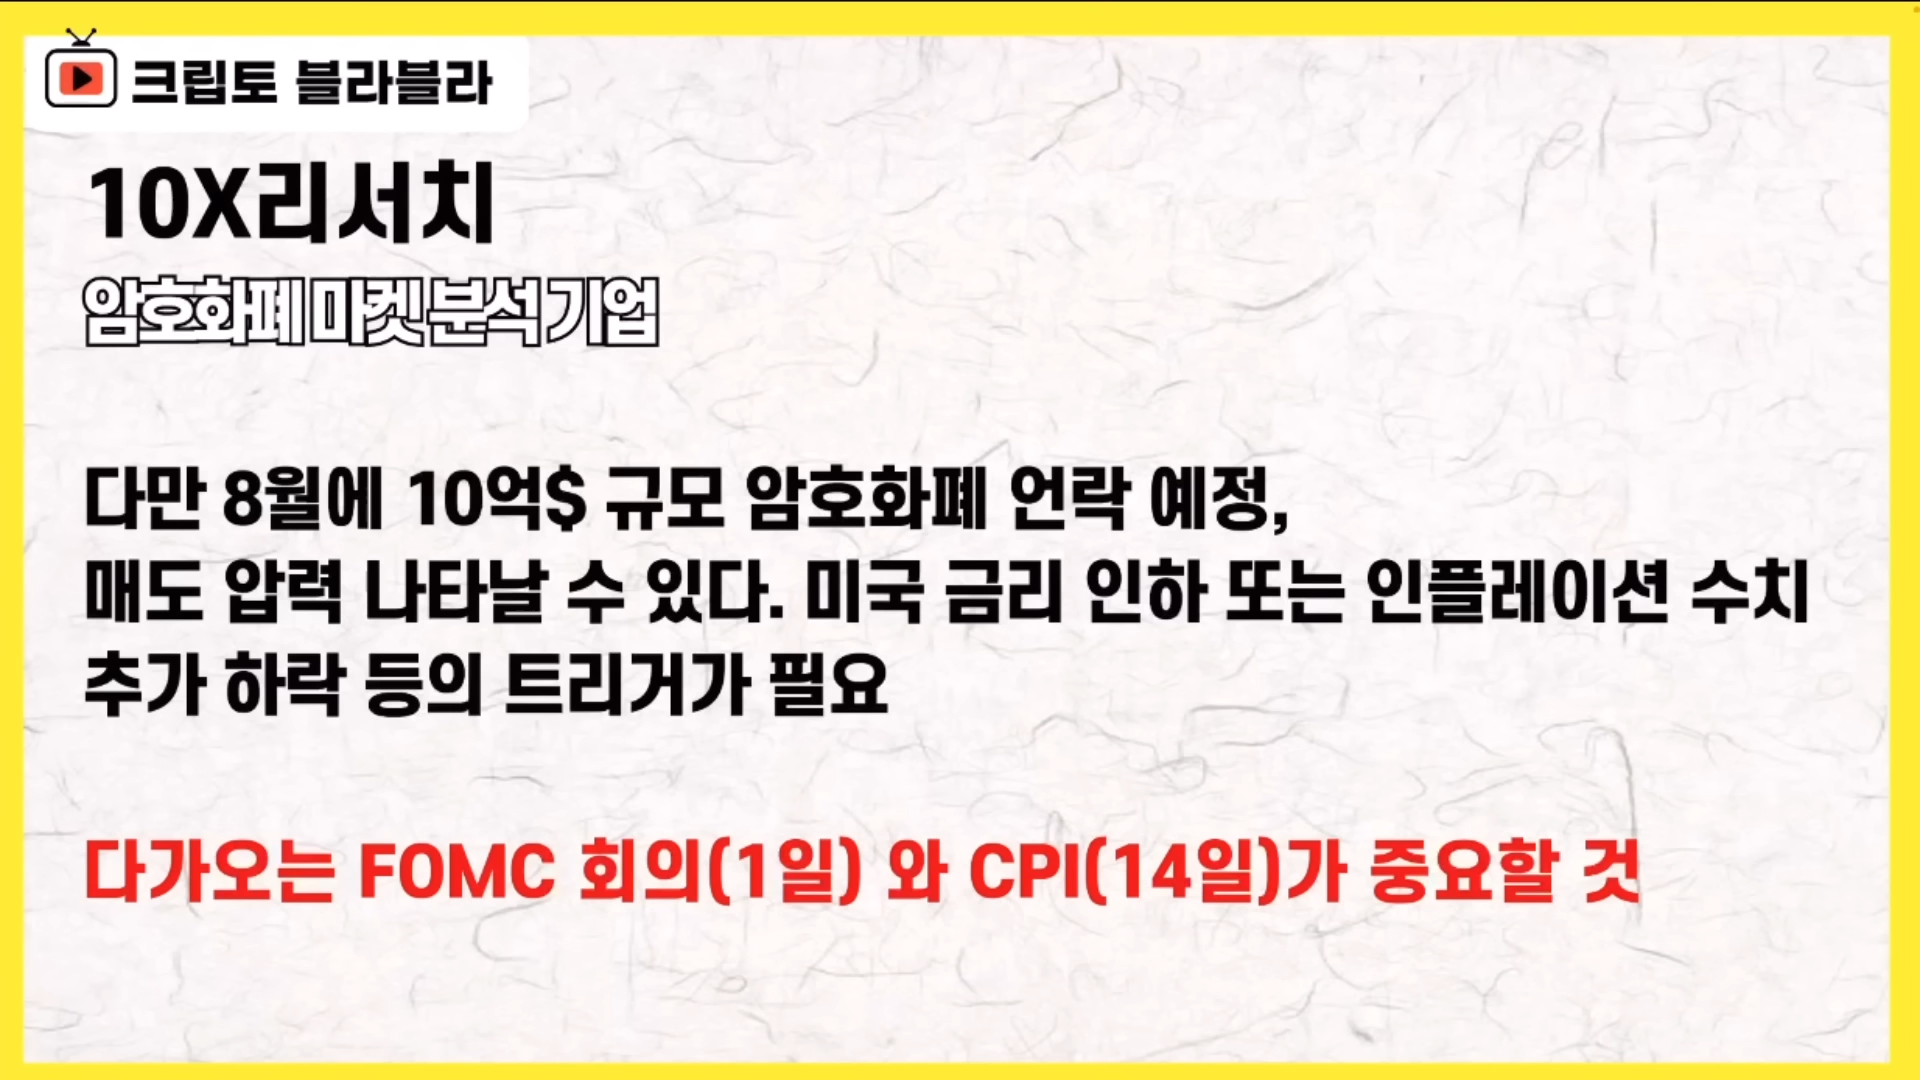 크립토 블라블라
10X리서치
암호화폐 마켓 분석 기업
다만 8월에 10억$ 규모 암호화폐 언락 예정,
매도 압력 나타날 수 있다. 미국 금리 인하 또는 인플레이션 수치
추가 하락 등의 트리거가 필요
다가오는 FOMC 회의(1일) 와 CPI(14일)가 중요할 것